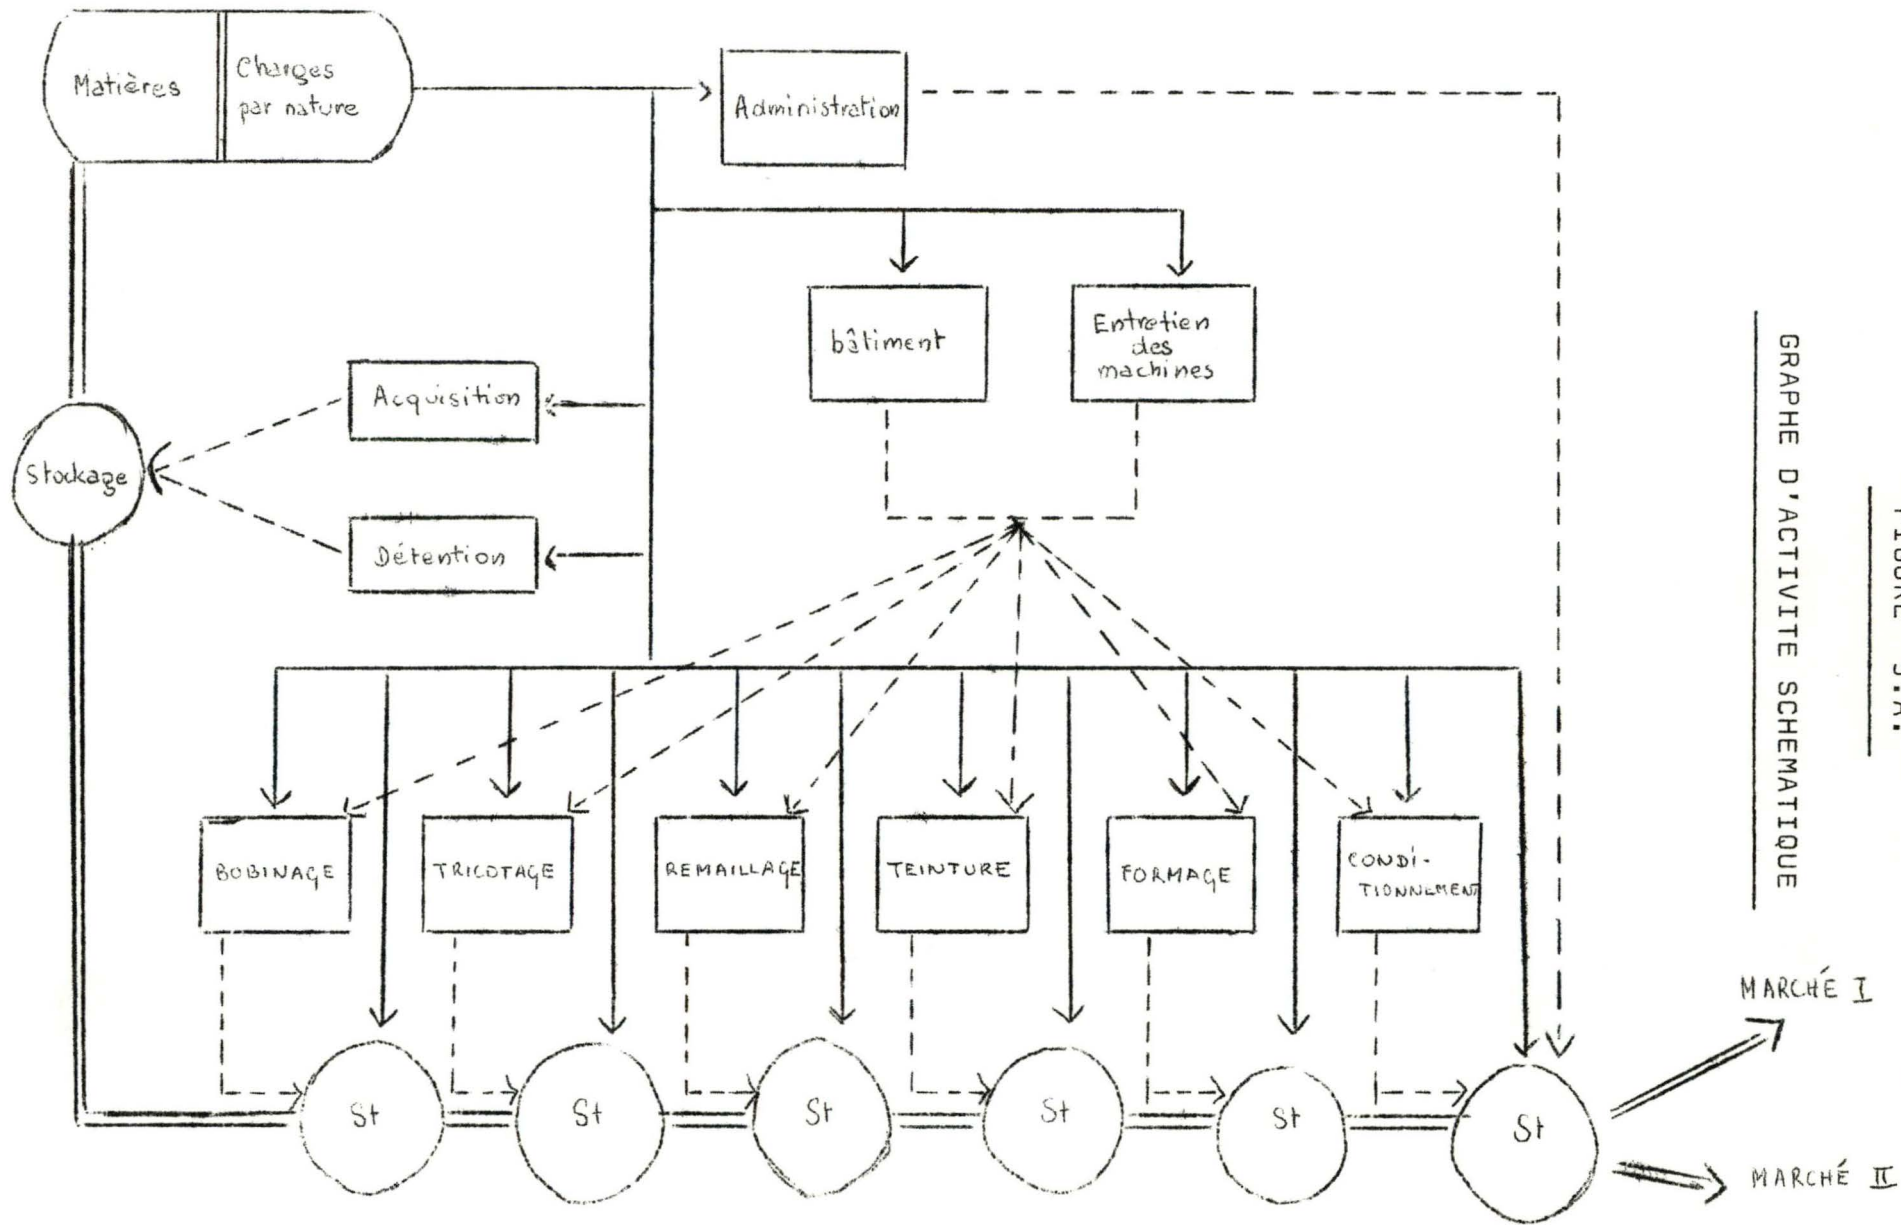 Matières
Charges
par nature
Administration
bâtiment
Entretien
des
machines
Acquisition
Stockage
Détention
BOBINAGE
TRICOTAGE
REMAILLAGE
TEINTURE
FORMAGE
CONDI-
TIONNEMENT
St
St
St
St
St
St
MARCHÉ I
MARCHÉ II
GRAPHE D'ACTIVITE SCHEMATIQUE